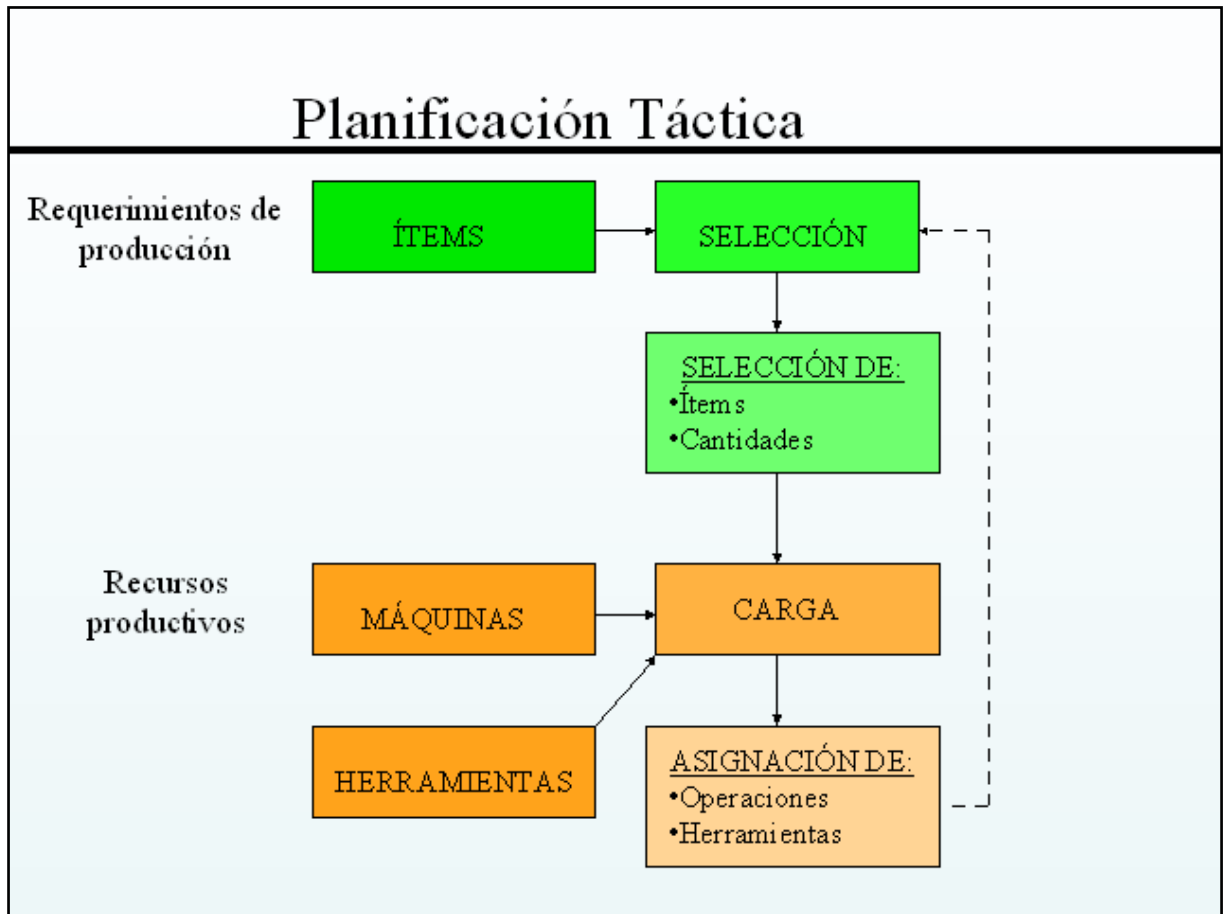 Planificación Táctica
Requerimientos de
producción
ÍTEMS
SELECCIÓN
SELECCIÓN DE:
•Ítems
•Cantidades
Recursos
productivos
MÁQUINAS
CARGA
HERRAMIENTAS
ASIGNACIÓN DE:
•Operaciones
•Herramientas